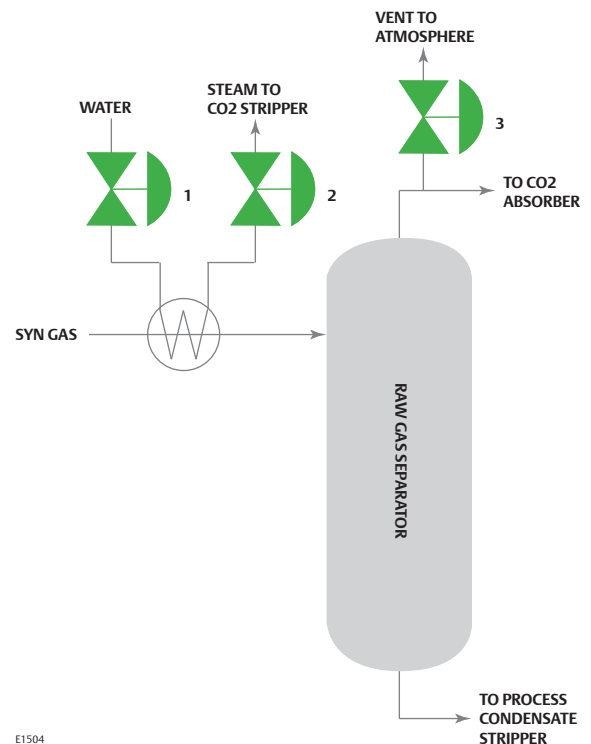 VENT TO
ATMOSPHERE
STEAM TO
CO2 STRIPPER
WATER
3
1
2
TO CO2
ABSORBER
SYN GAS
RAW GAS SEPARATOR
TO PROCESS
CONDENSATE
STRIPPER
E1504